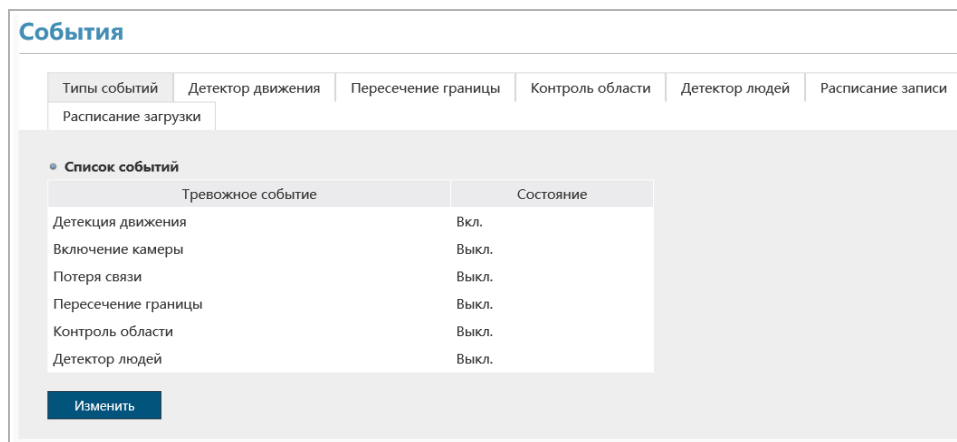 События
Типы событий Детектор движения Пересечение границы Контроль области Детектор людей Расписание записи
Расписание загрузки
Список событий
Тревожное событие Состояние
Детекция движения Вкл.
Включение камеры Выкл.
Потеря связи Выкл.
Пересечение границы Выкл.
Контроль области Выкл.
Детектор людей Выкл.
Изменить